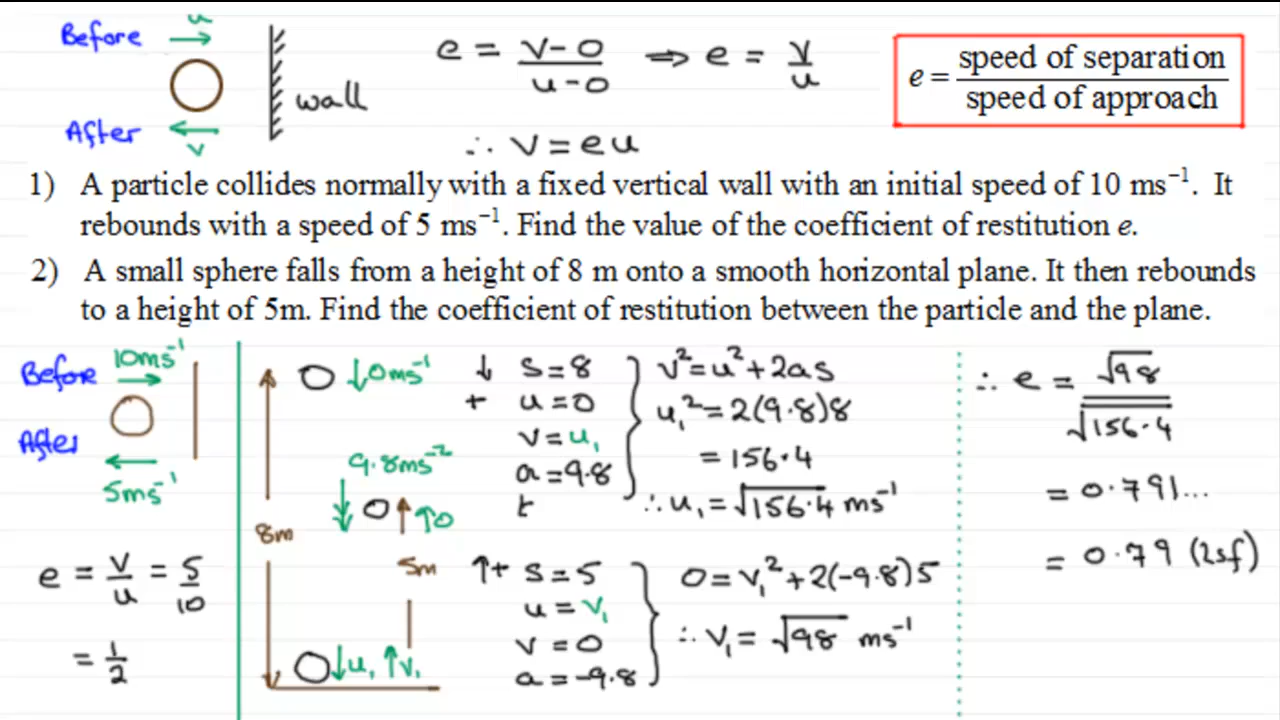 Before u
wall
After v
e = v-0/u-0 ⇒ e = v/u
∴ v = eu
e = speed of separation/speed of approach
1) A particle collides normally with a fixed vertical wall with an initial speed of 10 ms⁻¹. It
rebounds with a speed of 5 ms⁻¹. Find the value of the coefficient of restitution e.
2) A small sphere falls from a height of 8 m onto a smooth horizontal plane. It then rebounds
to a height of 5m. Find the coefficient of restitution between the particle and the plane.
10ms⁻¹
Before
After
5ms⁻¹
e = v/u = 5/10
= 1/2
↓0ms⁻¹
9.8ms⁻²
↑0
8m
5m
↓u₁ ↑v₁
↓ s=8
+ u=0
v=u₁
a=9.8
t
v²=u²+2as
u₁²=2(9.8)8
=156.4
∴u₁=√156.4 ms⁻¹
↑+ s=5
u=v₁
v=0
a=-9.8
0=v₁²+2(-9.8)5
∴ v₁=√98 ms⁻¹
∴ e = √98/√156.4
= 0.791...
= 0.79 (2sf)